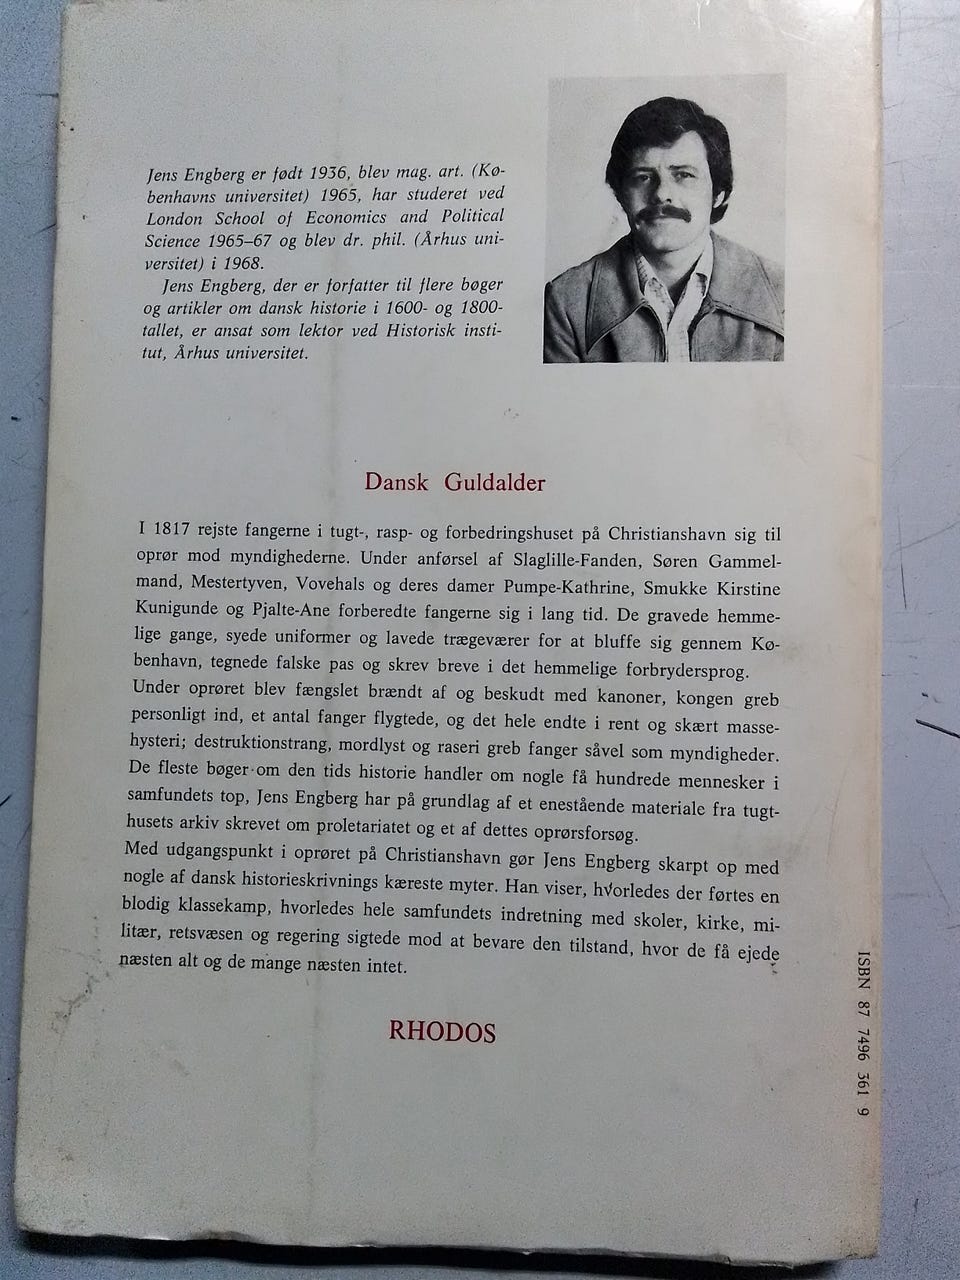 Jens Engberg er født 1936, blev mag. art. (Kø-
benhavns universitet) 1965, har studeret ved
London School of Economics and Political
Science 1965–67 og blev dr. phil. (Århus uni-
versitet) i 1968.
Jens Engberg, der er forfatter til flere bøger
og artikler om dansk historie i 1600- og 1800-
tallet, er ansat som lektor ved Historisk insti-
tut, Århus universitet.
Dansk Guldalder
I 1817 rejste fangerne i tugt-, rasp- og forbedringshuset på Christianshavn sig til
oprør mod myndighederne. Under anførsel af Slaglille-Fanden, Søren Gammel-
mand, Mestertyven, Vovehals og deres damer Pumpe-Kathrine, Smukke Kirstine
Kunigunde og Pjalte-Ane forberedte fangerne sig i lang tid. De gravede hemme-
lige gange, syede uniformer og lavede trægeværer for at bluffe sig gennem Kø-
benhavn, tegnede falske pas og skrev breve i det hemmelige forbrydersprog.
Under oprøret blev fængslet brændt af og beskudt med kanoner, kongen greb
personligt ind, et antal fanger flygtede, og det hele endte i rent og skært masse-
hysteri; destruktionstrang, mordlyst og raseri greb fanger såvel som myndigheder.
De fleste bøger om den tids historie handler om nogle få hundrede mennesker i
samfundets top, Jens Engberg har på grundlag af et enestående materiale fra tugt-
husets arkiv skrevet om proletariatet og et af dettes oprørsforsøg.
Med udgangspunkt i oprøret på Christianshavn gør Jens Engberg skarpt op med
nogle af dansk historieskrivnings kæreste myter. Han viser, hvorledes der førtes en
blodig klassekamp, hvorledes hele samfundets indretning med skoler, kirke, mi-
litær, retsvæsen og regering sigtede mod at bevare den tilstand, hvor de få ejede
næsten alt og de mange næsten intet.
RHODOS
ISBN 87 7496 361 9